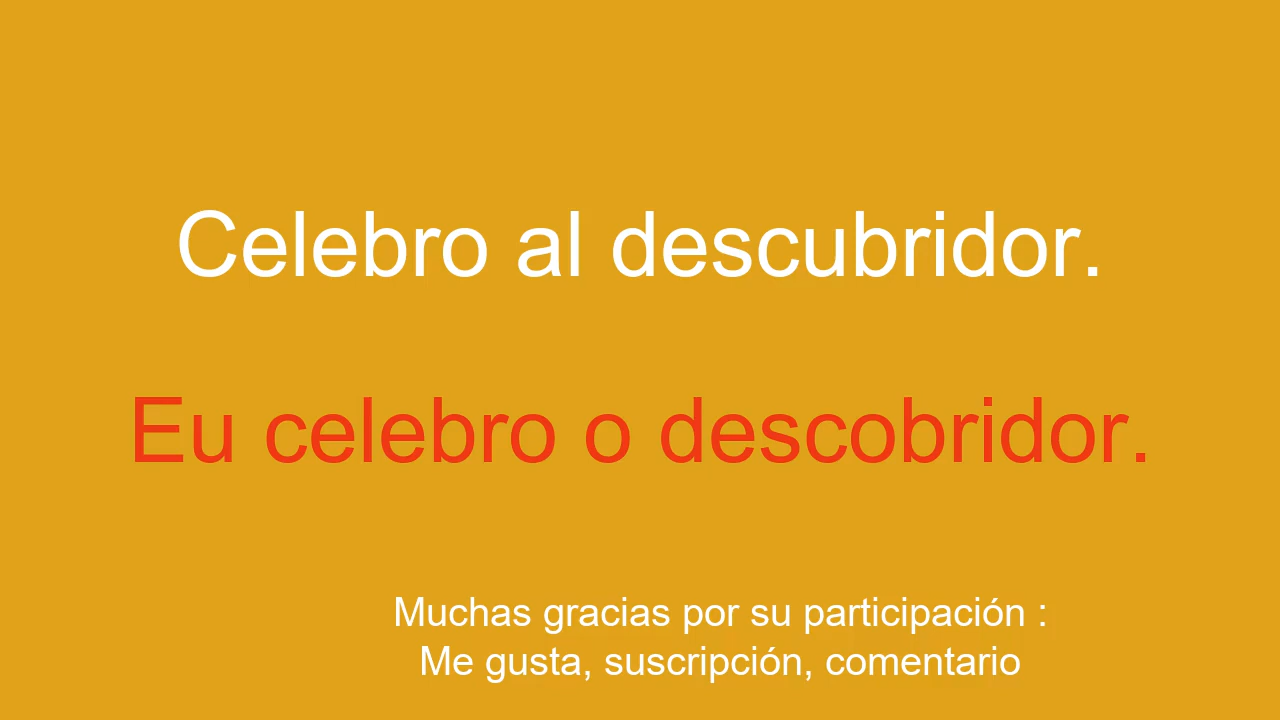 Celebro al descubridor.
Eu celebro o descobridor.
Muchas gracias por su participación :
Me gusta, suscripción, comentario